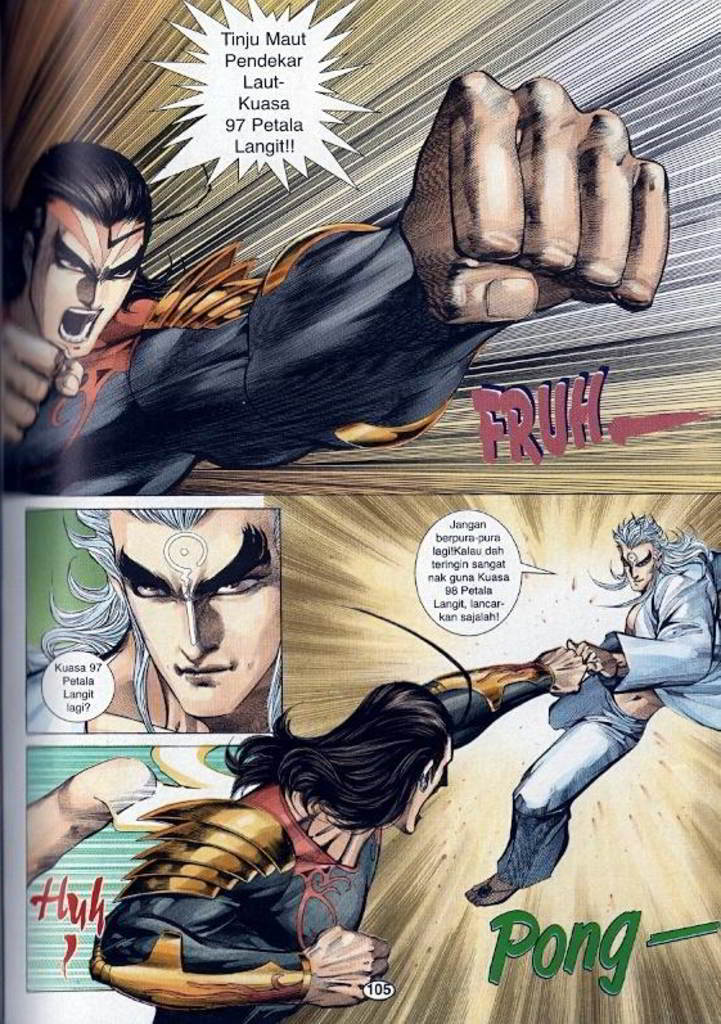 Tinju Maut
Pendekar
Laut-
Kuasa
97 Petala
Langit!!
FRUH
Kuasa 97
Petala
Langit
lagi?
Jangan
berpura-pura
lagi!Kalau dah
teringin sangat
nak guna Kuasa
98 Petala
Langit, lancar-
kan sajalah!
Huh
Pong
105